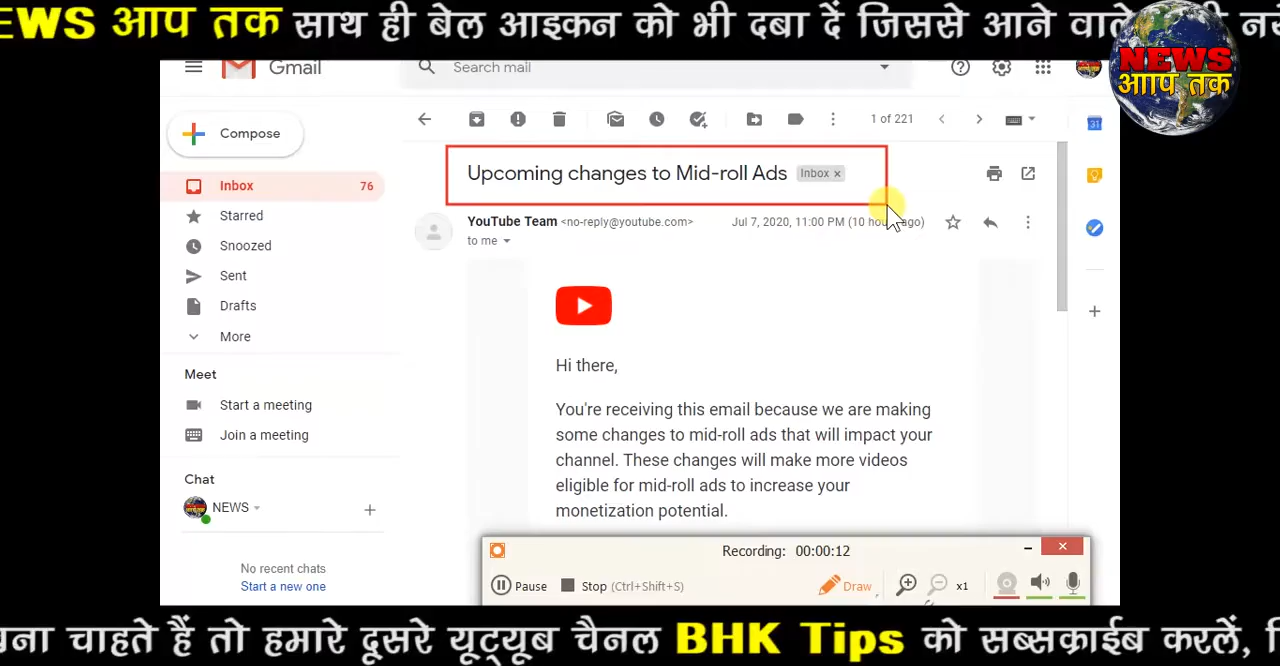 NEWS आप तक साथ ही बेल आइकन को भी दबा दें जिससे आने वाले
NEWS
आप तक
Gmail
Search mail
Compose
1 of 221
Upcoming changes to Mid-roll Ads Inbox x
Inbox 76
Starred
YouTube Team <no-reply@youtube.com> Jul 7, 2020, 11:00 PM (10 hours ago)
to me
Snoozed
Sent
Drafts
More
Hi there,
Meet
Start a meeting
Join a meeting
You're receiving this email because we are making
some changes to mid-roll ads that will impact your
channel. These changes will make more videos
eligible for mid-roll ads to increase your
monetization potential.
Chat
NEWS
No recent chats
Start a new one
Recording: 00:00:12
Pause Stop (Ctrl+Shift+S) Draw x1
31
चाहते हैं तो हमारे दूसरे यूट्यूब चैनल BHK Tips को सब्सक्राईब करलें,